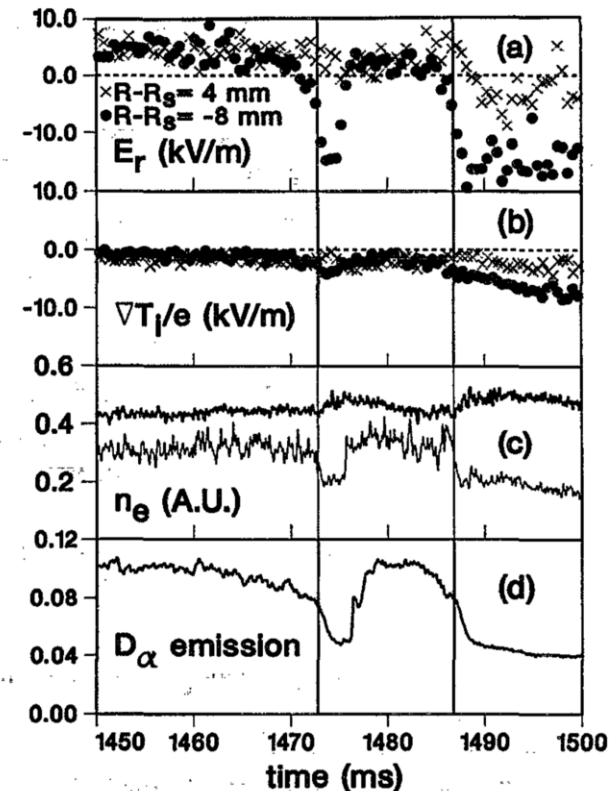 10.0
(a)
0.0
×R-Rs= 4 mm
●R-Rs= -8 mm
-10.0
Er (kV/m)
10.0
(b)
0.0
-10.0
∇Ti/e (kV/m)
0.6
0.4
(c)
0.2
ne (A.U.)
0.12
(d)
0.08
Dα emission
0.04
0.00
1450 1460 1470 1480 1490 1500
time (ms)